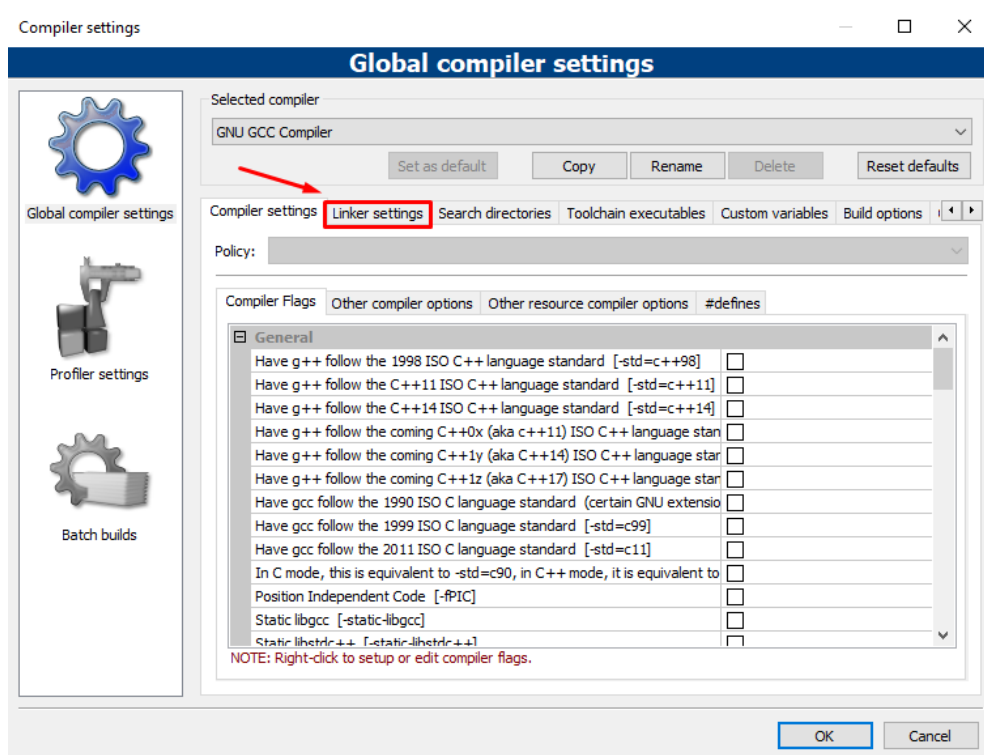 Compiler settings
Global compiler settings
Global compiler settings
Profiler settings
Batch builds
Selected compiler
GNU GCC Compiler
Set as default Copy Rename Delete Reset defaults
Compiler settings Linker settings Search directories Toolchain executables Custom variables Build options
Policy:
Compiler Flags Other compiler options Other resource compiler options #defines
General
Have g++ follow the 1998 ISO C++ language standard [-std=c++98]
Have g++ follow the C++11 ISO C++ language standard [-std=c++11]
Have g++ follow the C++14 ISO C++ language standard [-std=c++14]
Have g++ follow the coming C++0x (aka c++11) ISO C++ language stan
Have g++ follow the coming C++1y (aka C++14) ISO C++ language star
Have g++ follow the coming C++1z (aka C++17) ISO C++ language star
Have gcc follow the 1990 ISO C language standard (certain GNU extensio
Have gcc follow the 1999 ISO C language standard [-std=c99]
Have gcc follow the 2011 ISO C language standard [-std=c11]
In C mode, this is equivalent to -std=c90, in C++ mode, it is equivalent to
Position Independent Code [-fPIC]
Static libgcc [-static-libgcc]
Static libstdc++ [-static-libstdc++]
NOTE: Right-click to setup or edit compiler flags.
OK Cancel